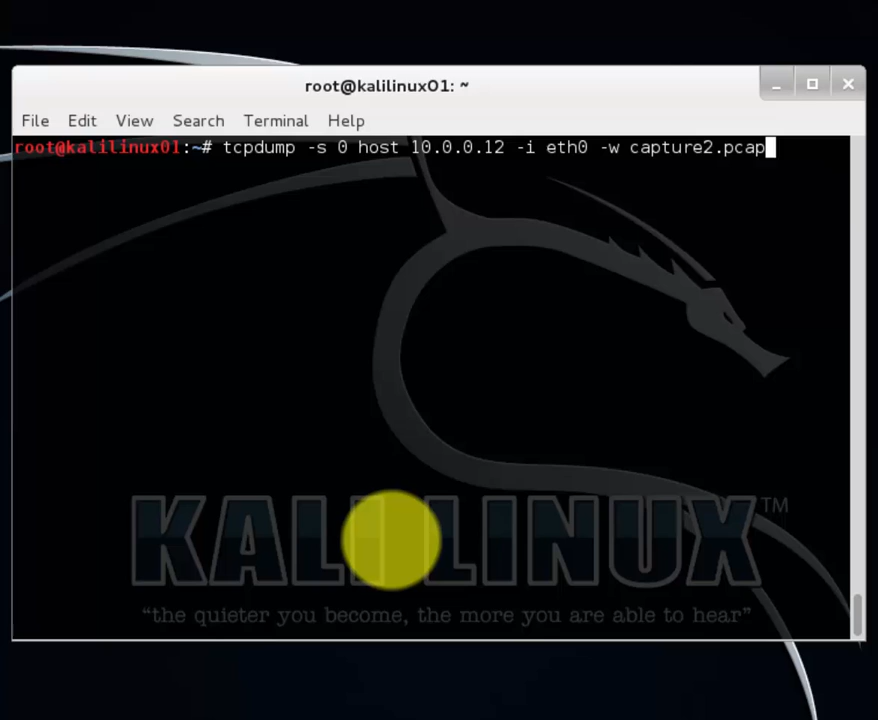 root@kalilinux01: ~
File Edit View Search Terminal Help
root@kalilinux01:~# tcpdump -s 0 host 10.0.0.12 -i eth0 -w capture2.pcap
KALI LINUX™
“the quieter you become, the more you are able to hear”